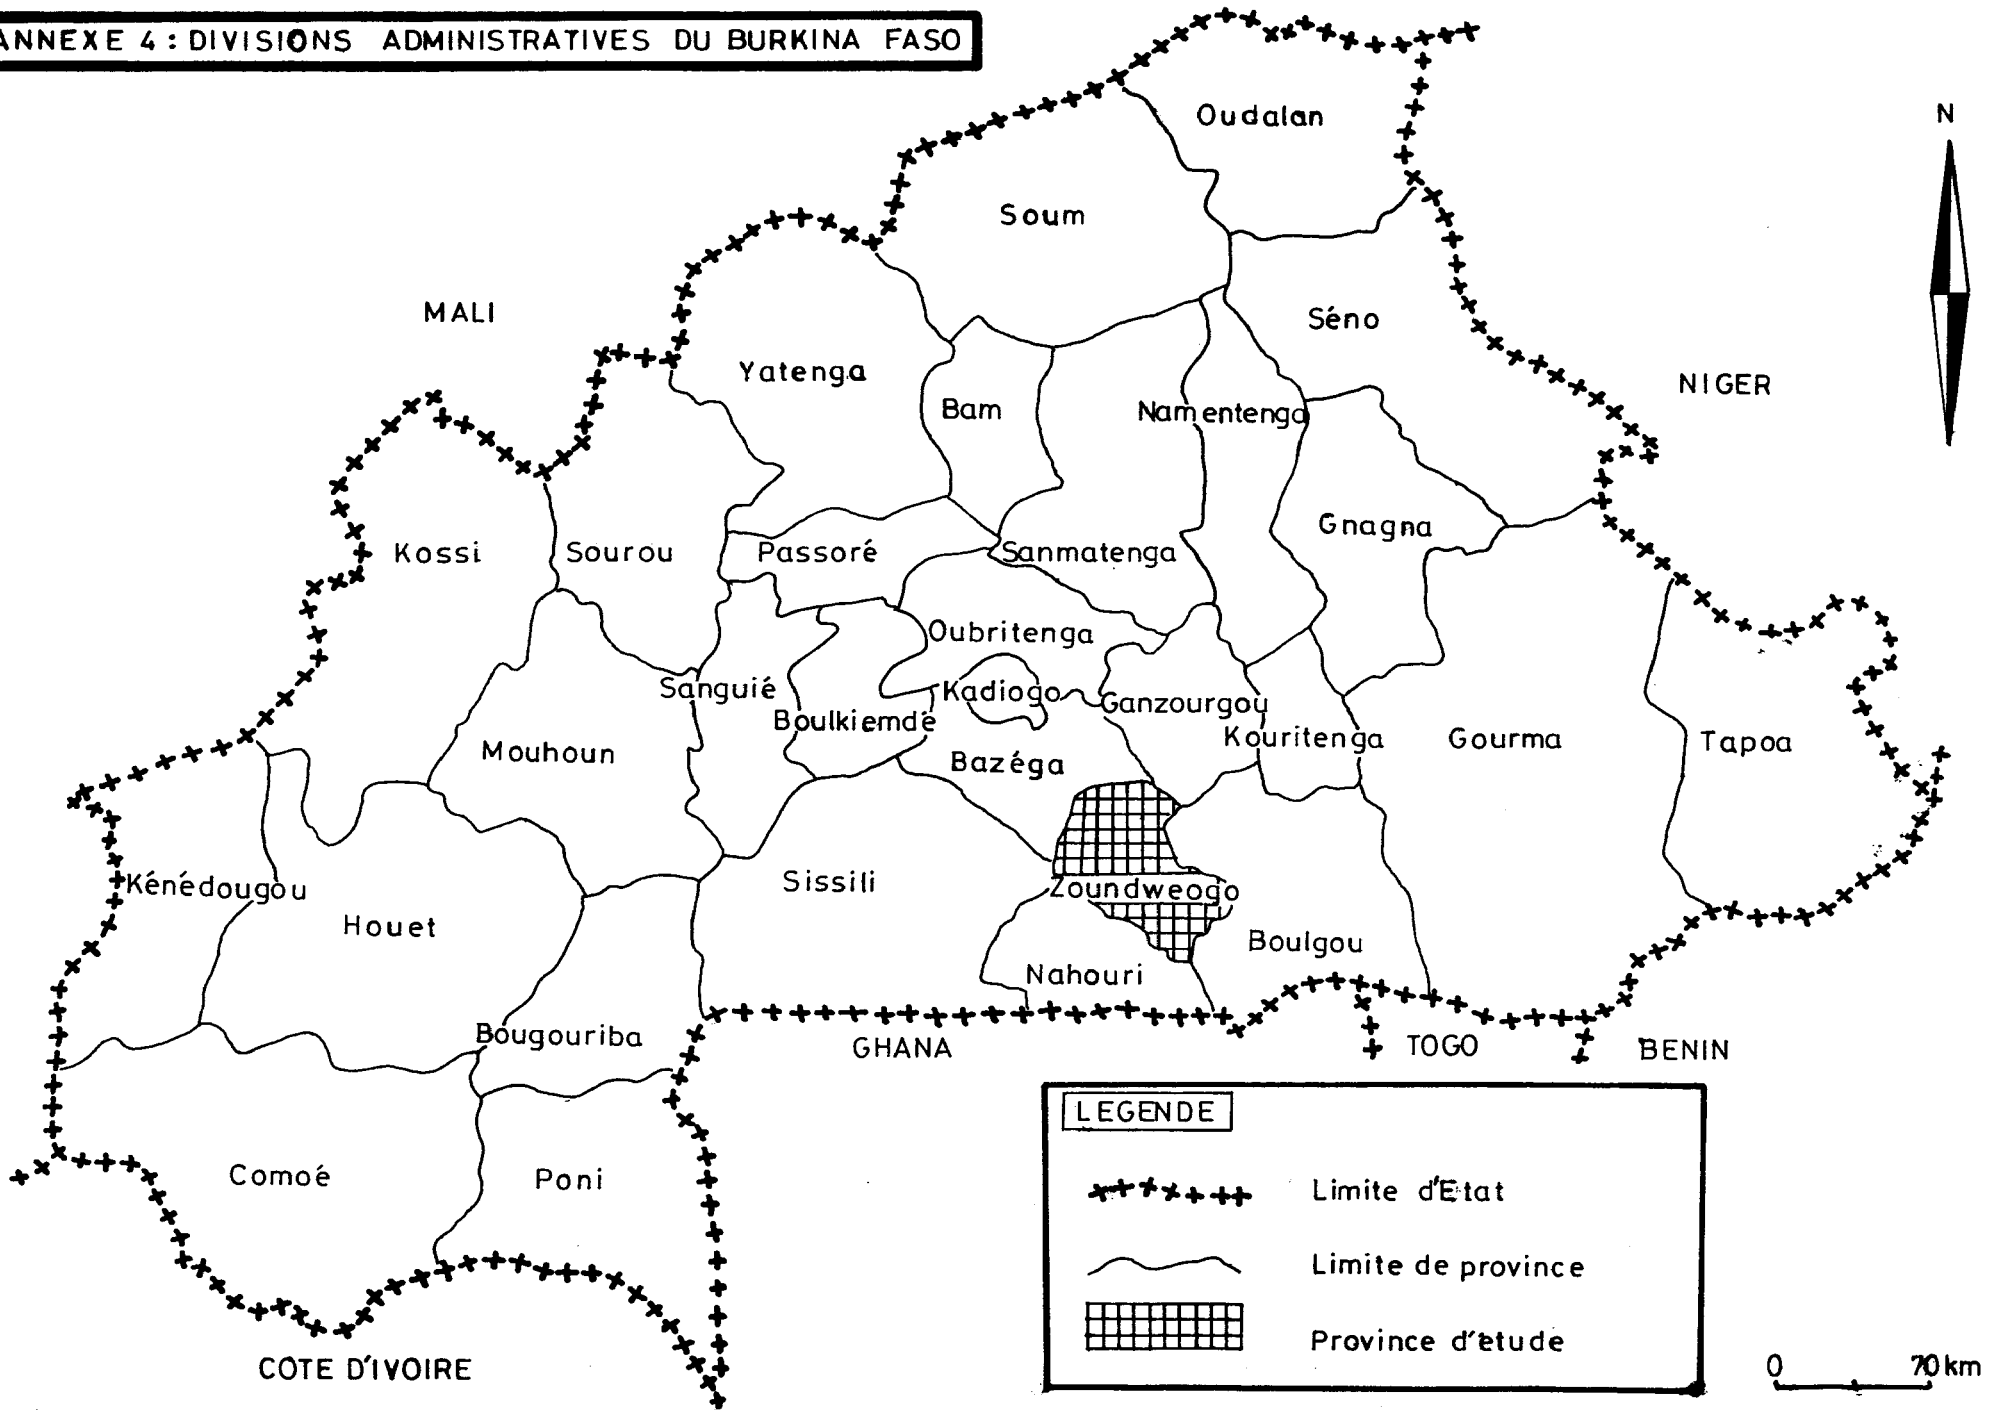 ANNEXE 4 : DIVISIONS ADMINISTRATIVES DU BURKINA FASO
N
Oudalan
Soum
MALI
Séno
Yatenga
NIGER
Bam
Namentenga
Gnagna
Kossi
Sourou
Passoré
Sanmatenga
Oubritenga
Sanguié
Kadiogo
Ganzourgou
Boulkiemdé
Mouhoun
Bazéga
Kouritenga
Gourma
Tapoa
Kénédougou
Sissili
Zoundweogo
Houet
Boulgou
Nahouri
Bougouriba
GHANA
TOGO
BENIN
LEGENDE
Comoé
Poni
Limite d'Etat
Limite de province
Province d'etude
COTE D'IVOIRE
0 70 km